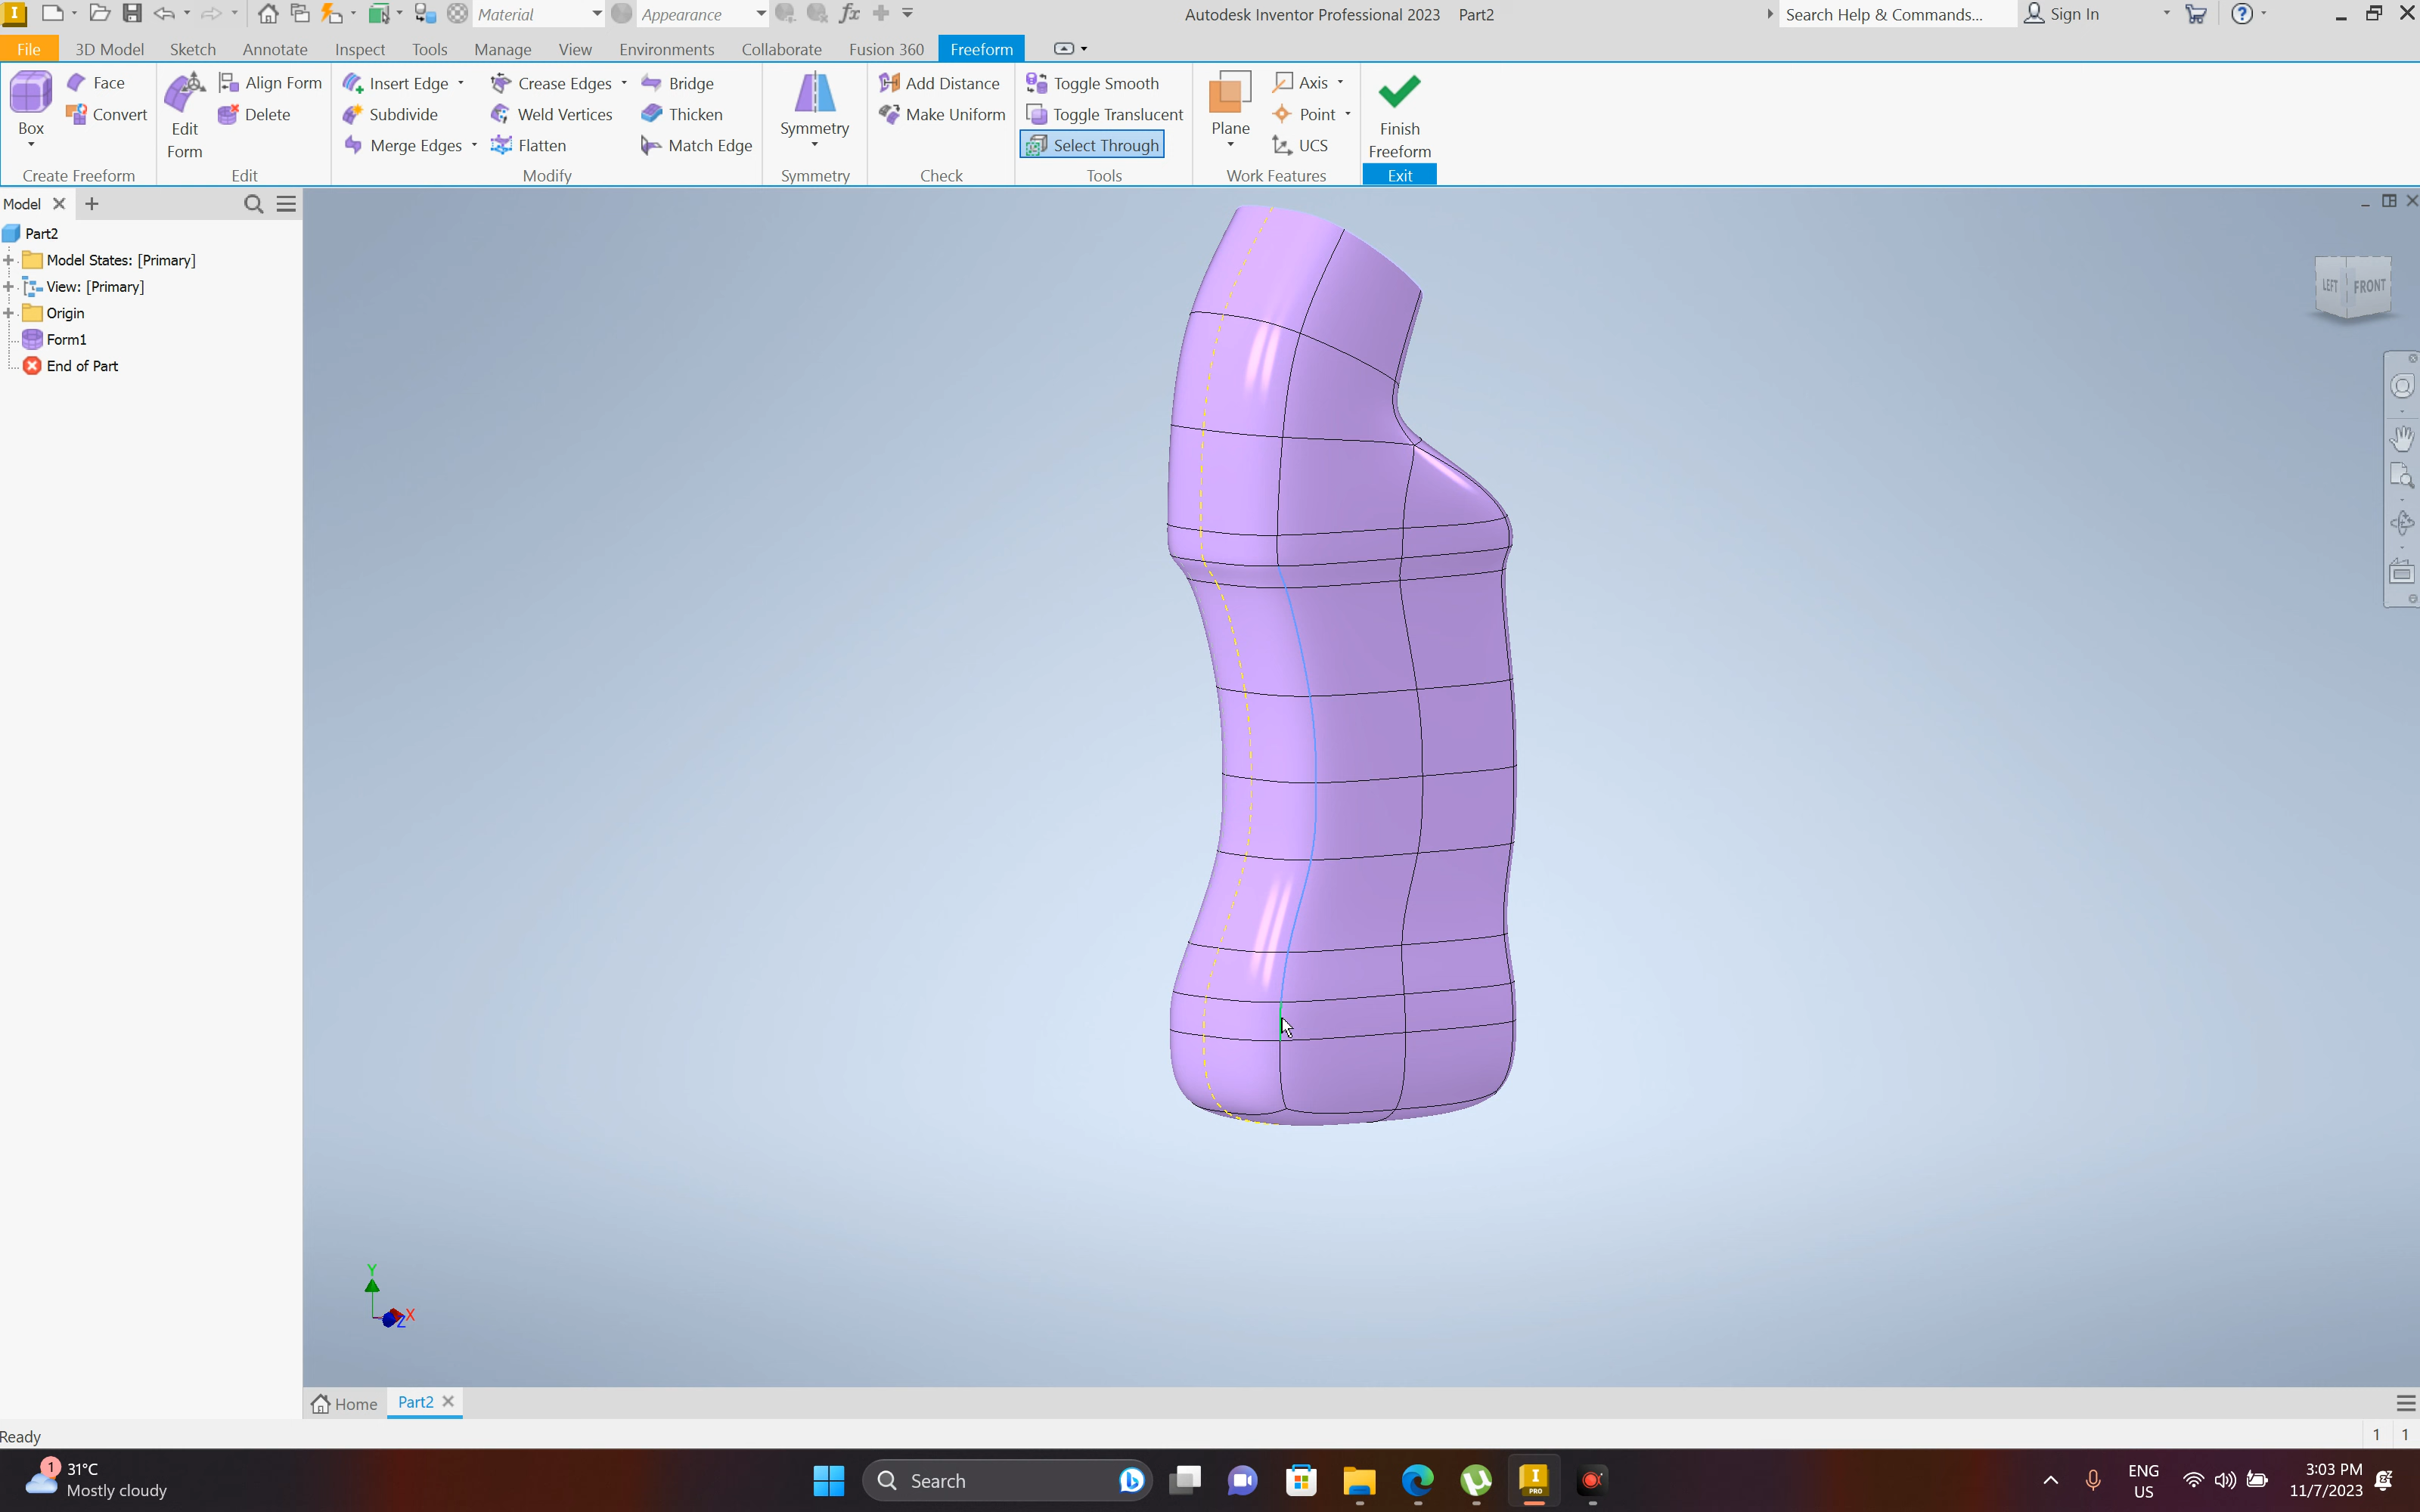 I Material Appearance fx Autodesk Inventor Professional 2023 Part2 Search Help & Commands... Sign In ?
File 3D Model Sketch Annotate Inspect Tools Manage View Environments Collaborate Fusion 360 Freeform
Face Align Form Insert Edge Crease Edges Bridge Add Distance Toggle Smooth Axis
Convert Delete Subdivide Weld Vertices Thicken Make Uniform Toggle Translucent Point
Box Edit Symmetry Plane Finish
Form Merge Edges Flatten Match Edge Select Through UCS Freeform
Create Freeform Edit Modify Symmetry Check Tools Work Features Exit
Model
Part2
Model States: [Primary]
View: [Primary]
Origin
Form1
End of Part
LEFT FRONT
Y
X
Z
Home Part2
Ready 1 1
1 31°C
Mostly cloudy
Search
I
PRO
ENG
US
3:03 PM
11/7/2023